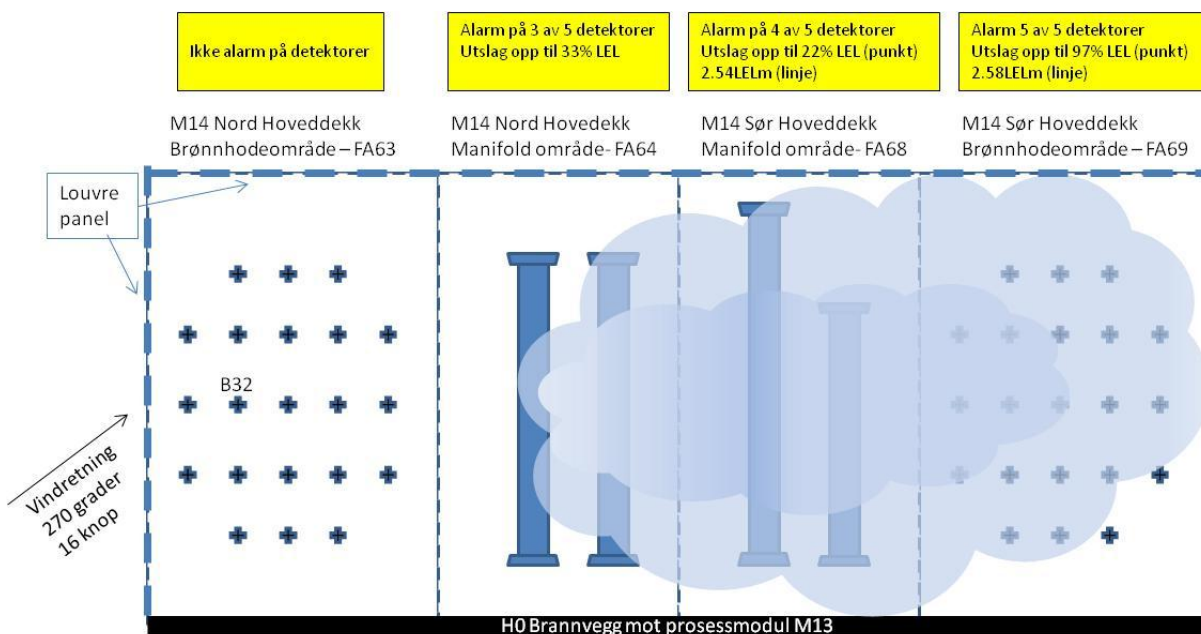 Ikke alarm på detektorer
Alarm på 3 av 5 detektorer
Utslag opp til 33% LEL
Alarm på 4 av 5 detektorer
Utslag opp til 22% LEL (punkt)
2.54LELm (linje)
Alarm 5 av 5 detektorer
Utslag opp til 97% LEL (punkt)
2.58LELm (linje)
M14 Nord Hoveddekk
Brønnhodeområde – FA63
M14 Nord Hovedekk
Manifold område- FA64
M14 Sør Hoveddekk
Manifold område- FA68
M14 Sør Hoveddekk
Brønnhodeområde – FA69
Louvre
panel
B32
Vindretning
270 grader
16 knop
H0 Brannvegg mot prosessmodul M13